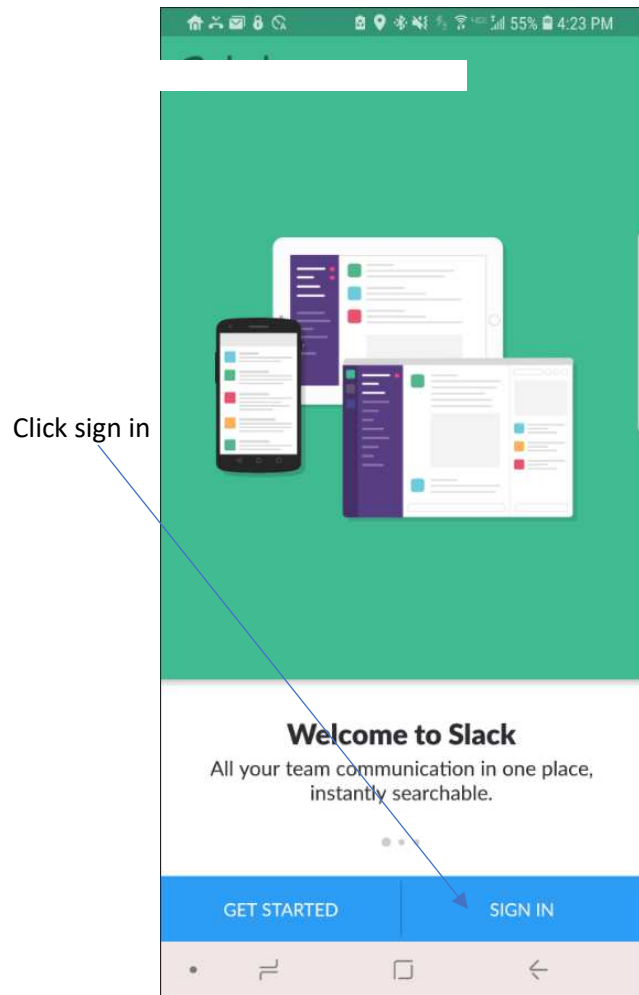 55% 4:23 PM
Click sign in
Welcome to Slack
All your team communication in one place,
instantly searchable.
GET STARTED
SIGN IN